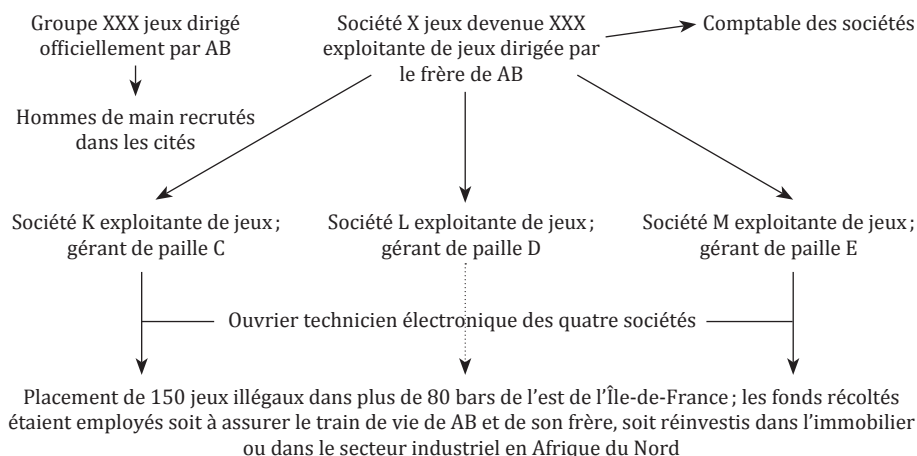 Groupe XXX jeux dirigé
officiellement par AB
Société X jeux devenue XXX
exploitante de jeux dirigée par
le frère de AB
Comptable des sociétés
Hommes de main recrutés
dans les cités
Société K exploitante de jeux ;
gérant de paille C
Société L exploitante de jeux ;
gérant de paille D
Société M exploitante de jeux ;
gérant de paille E
Ouvrier technicien électronique des quatre sociétés
Placement de 150 jeux illégaux dans plus de 80 bars de l’est de l’Île-de-France ; les fonds récoltés
étaient employés soit à assurer le train de vie de AB et de son frère, soit réinvestis dans l’immobilier
ou dans le secteur industriel en Afrique du Nord